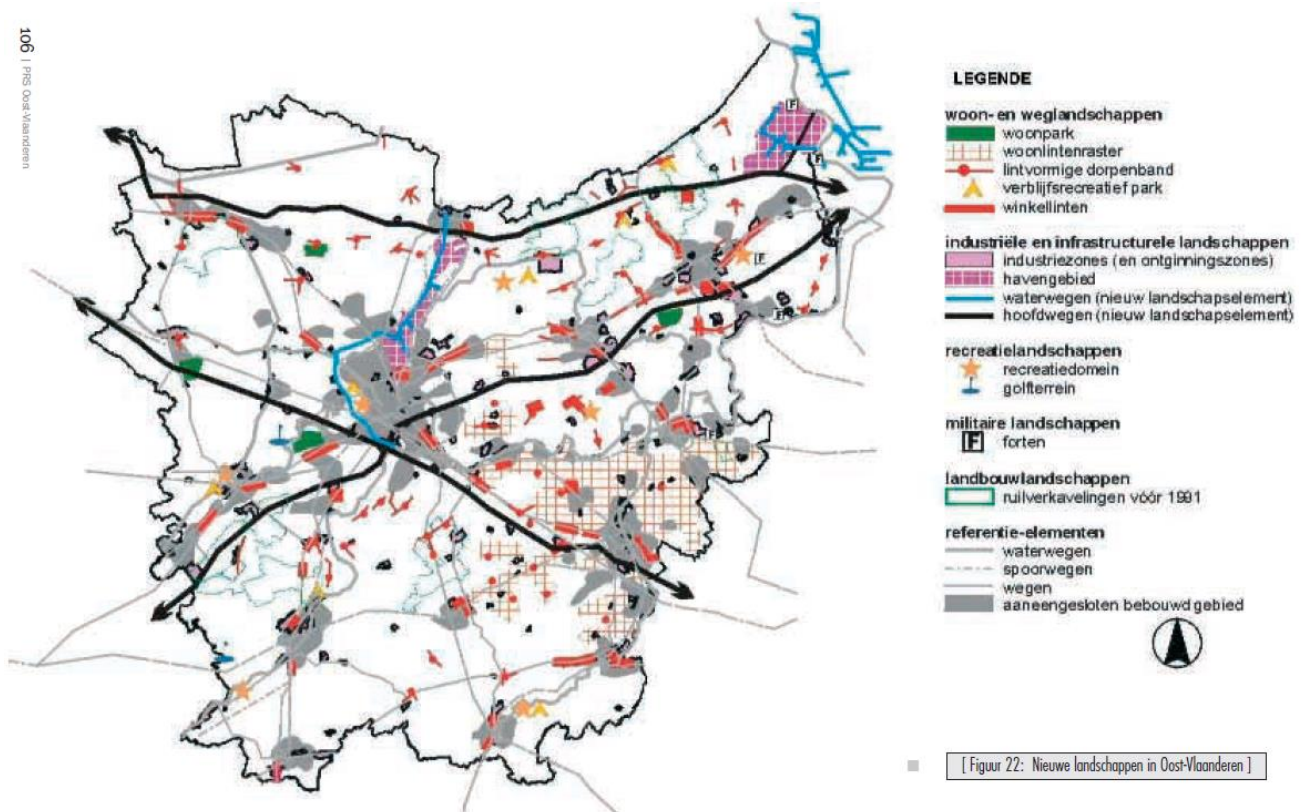 106 | PRS Oost-Vlaanderen
F
F
F
F
F
LEGENDE
woon- en weglandschappen
woonpark
woonlintenraster
lintvormige dorpenband
verblijfsrecreatief park
winkellinten
industriële en infrastructurele landschappen
industriezones (en ontginningszones)
havengebied
waterwegen (nieuw landschapselement)
hoofdwegen (nieuw landschapselement)
recreatielandschappen
recreatiedomein
golfterrein
militaire landschappen
F forten
landbouwlandschappen
ruilverkavelingen vóór 1981
referentie-elementen
waterwegen
spoorwegen
wegen
aaneengesloten bebouwd gebied
[ Figuur 22: Nieuwe landschappen in Oost-Vlaanderen ]